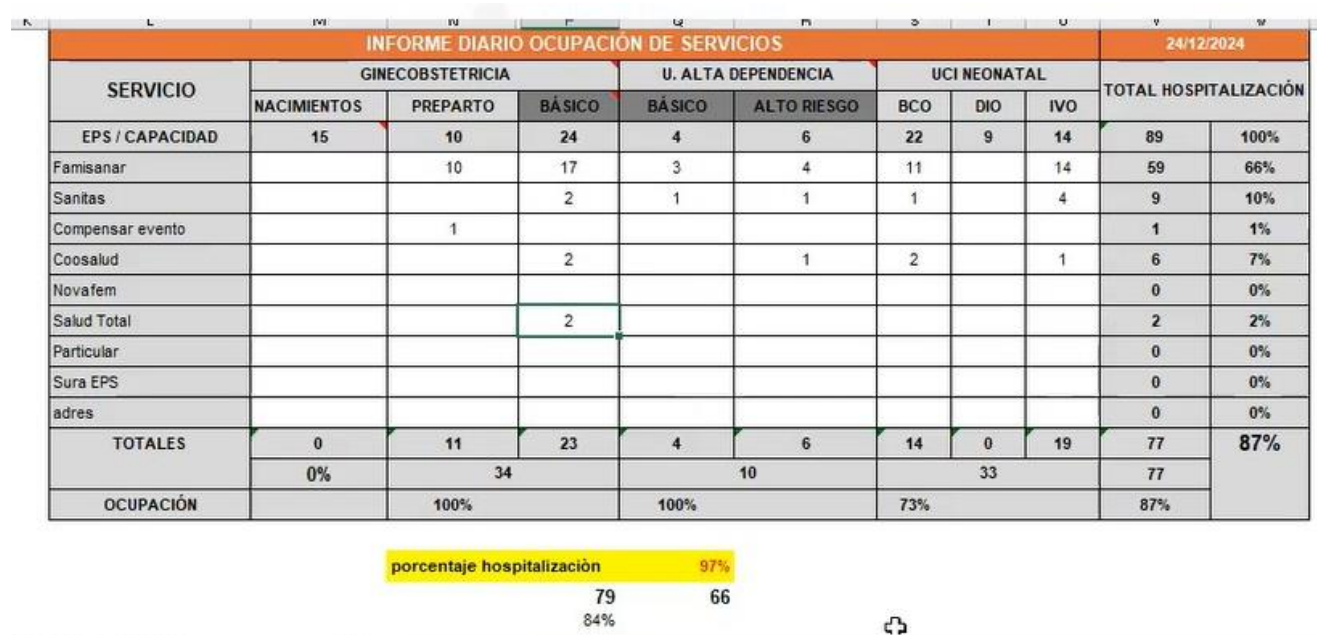 K L M N P Q R S T U V W
INFORME DIARIO OCUPACIÓN DE SERVICIOS 24/12/2024
SERVICIO GINECOBSTETRICIA U. ALTA DEPENDENCIA UCI NEONATAL TOTAL HOSPITALIZACIÓN
NACIMIENTOS PREPARTO BÁSICO BÁSICO ALTO RIESGO BCO DIO IVO
EPS / CAPACIDAD 15 10 24 4 6 22 9 14 89 100%
Famisanar 10 17 3 4 11 14 59 66%
Sanitas 2 1 1 1 4 9 10%
Compensar evento 1 1 1%
Coosalud 2 1 2 1 6 7%
Novafem 0 0%
Salud Total 2 2 2%
Particular 0 0%
Sura EPS 0 0%
adres 0 0%
TOTALES 0 11 23 4 6 14 0 19 77 87%
0% 34 10 33 77
OCUPACIÓN 100% 100% 73% 87%
porcentaje hospitalizaciòn 97%
79 66
84%